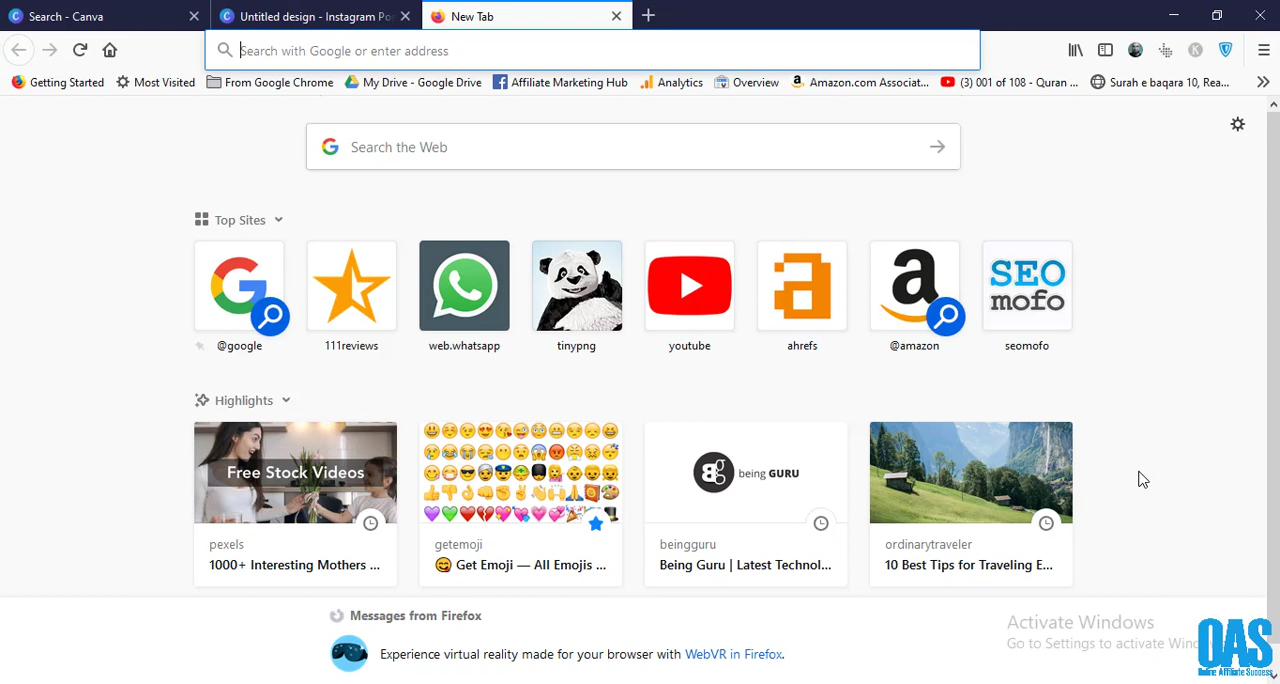 Search - Canva
Untitled design - Instagram Po
New Tab
Search with Google or enter address
Getting Started
Most Visited
From Google Chrome
My Drive - Google Drive
Affiliate Marketing Hub
Analytics
Overview
Amazon.com Associat...
(3) 001 of 108 - Quran ...
Surah e baqara 10, Rea...
Search the Web
Top Sites
@google
111reviews
web.whatsapp
tinypng
youtube
ahrefs
@amazon
SEO
mofo
seomofo
Highlights
Free Stock Videos
pexels
1000+ Interesting Mothers ...
getemoji
Get Emoji — All Emojis ...
being GURU
beingguru
Being Guru | Latest Technol...
ordinarytraveler
10 Best Tips for Traveling E...
Messages from Firefox
Experience virtual reality made for your browser with WebVR in Firefox.
Activate Windows
Go to Settings to activate Win
OAS
Online Affiliate Success